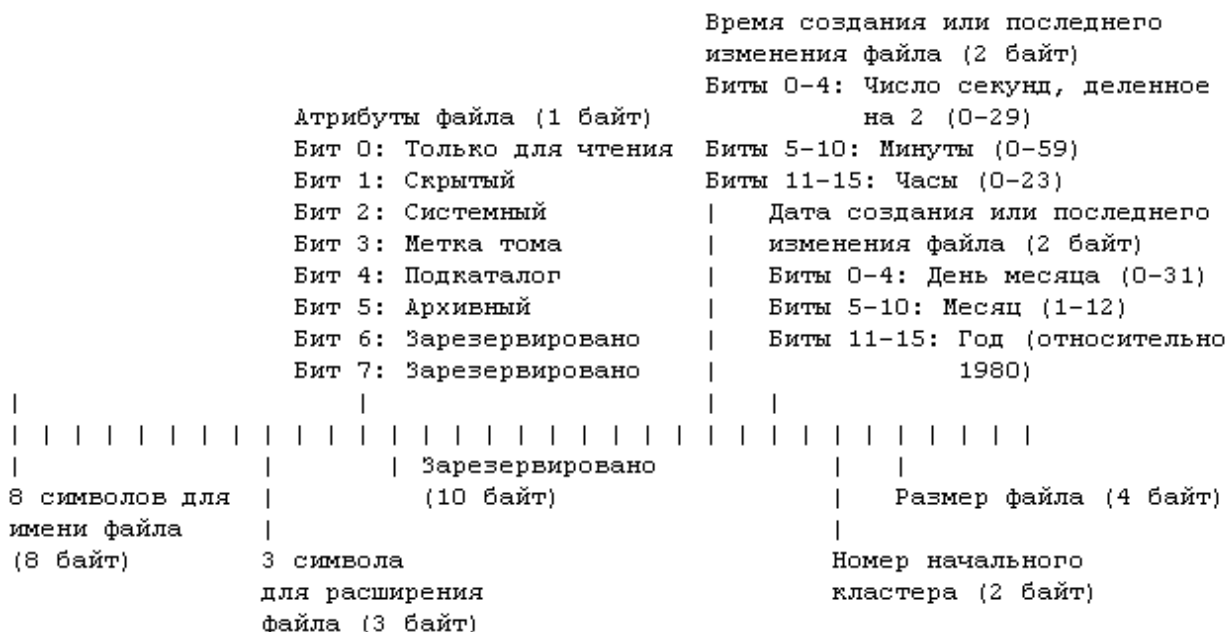 Время создания или последнего
изменения файла (2 байт)
Биты 0-4: Число секунд, деленное
на 2 (0-29)
Биты 5-10: Минуты (0-59)
Биты 11-15: Часы (0-23)
Атрибуты файла (1 байт)
Бит 0: Только для чтения
Бит 1: Скрытый
Бит 2: Системный
Бит 3: Метка тома
Бит 4: Подкаталог
Бит 5: Архивный
Бит 6: Зарезервировано
Бит 7: Зарезервировано
Дата создания или последнего
изменения файла (2 байт)
Биты 0-4: День месяца (0-31)
Биты 5-10: Месяц (1-12)
Биты 11-15: Год (относительно
1980)
Зарезервировано
(10 байт)
8 символов для
имени файла
(8 байт)
3 символа
для расширения
файла (3 байт)
Размер файла (4 байт)
Номер начального
кластера (2 байт)